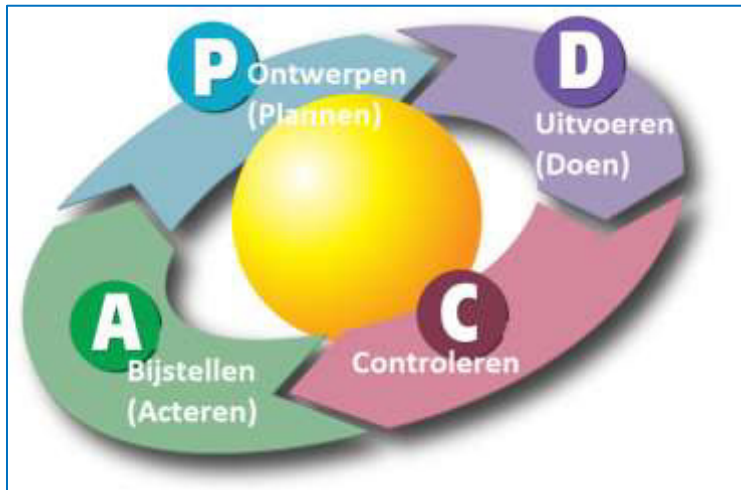 P
Ontwerpen
(Plannen)
D
Uitvoeren
(Doen)
C
Controleren
A
Bijstellen
(Acteren)